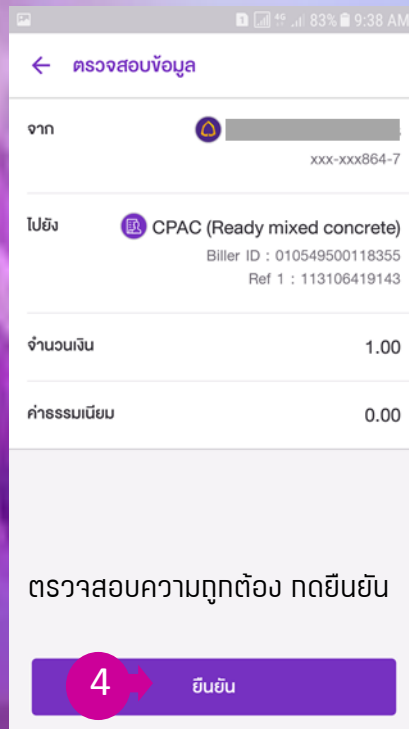 4G 83% 9:38 AM
ตรวจสอบข้อมูล
จาก
xxx-xxx864-7
ไปยัง CPAC (Ready mixed concrete)
Biller ID : 010549500118355
Ref 1 : 113106419143
จำนวนเงิน 1.00
ค่าธรรมเนียม 0.00
ตรวจสอบความถูกต้อง กดยืนยัน
4 ยืนยัน